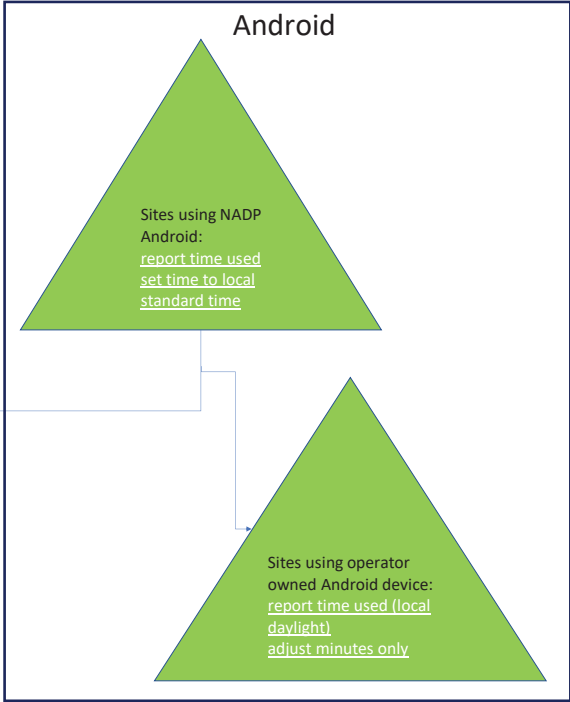 Android
Sites using NADP
Android:
report time used
set time to local
standard time
Sites using operator
owned Android device:
report time used (local
daylight)
adjust minutes only